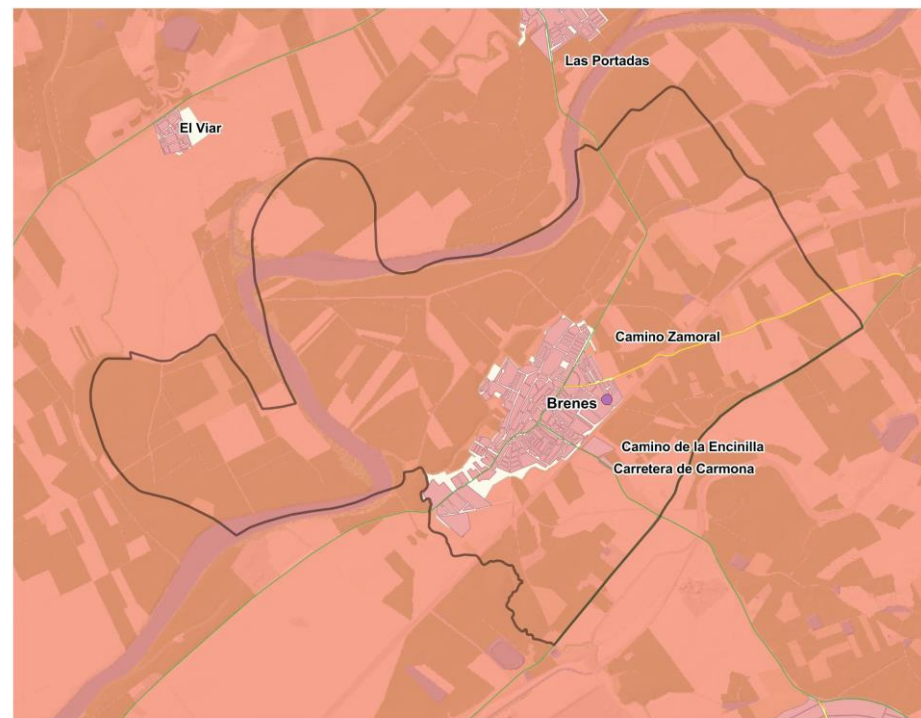 Las Portadas
El Viar
Camino Zamoral
Brenes
Camino de la Encinilla
Carretera de Carmona